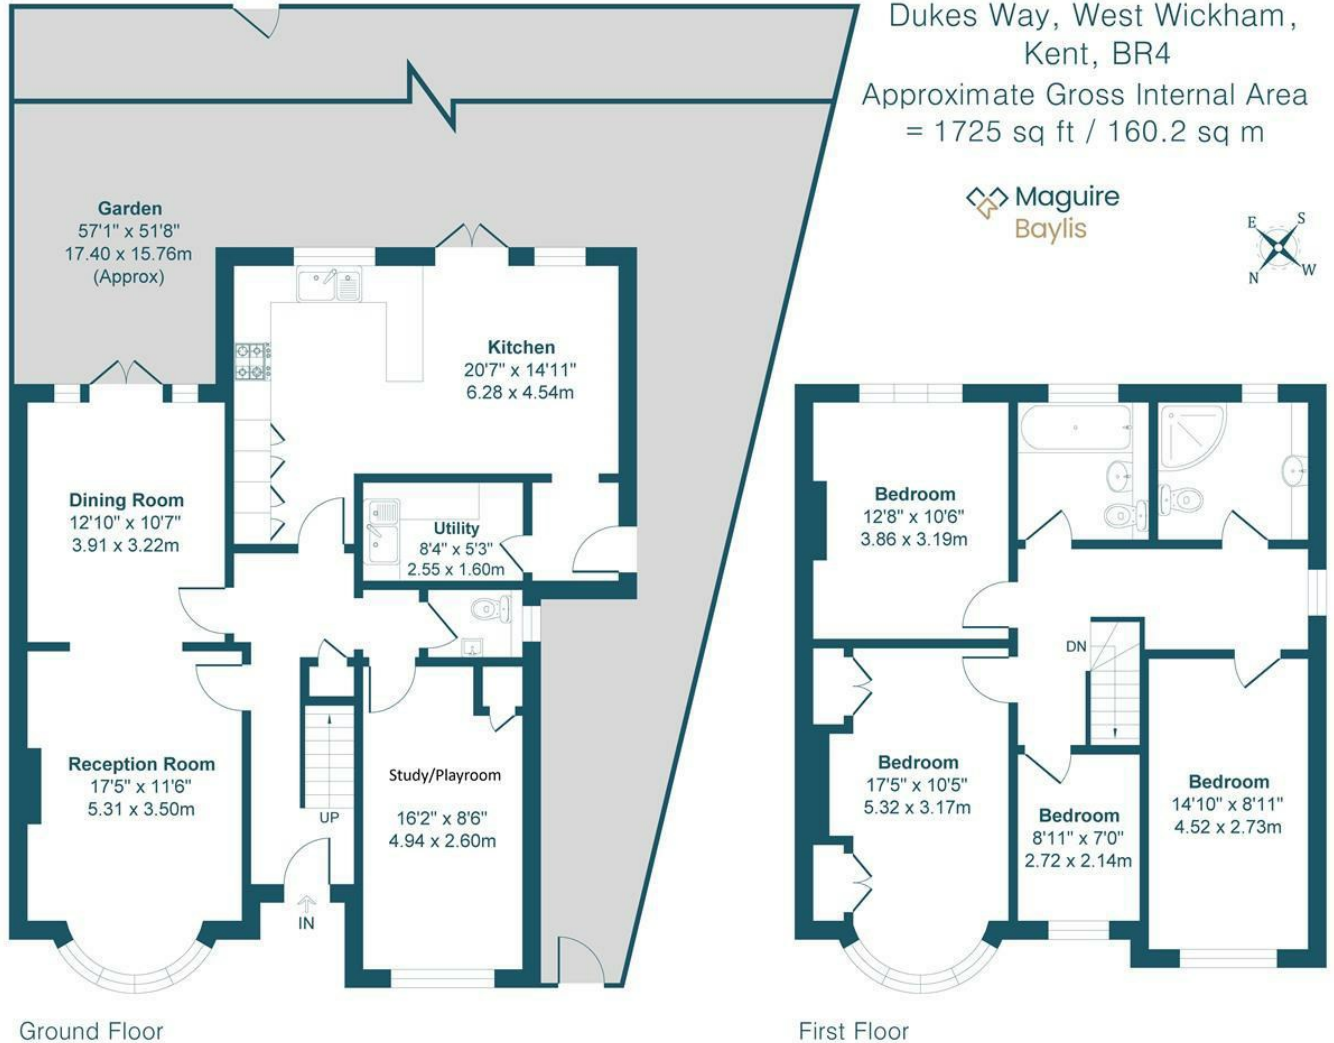 Dukes Way, West Wickham,
Kent, BR4
Approximate Gross Internal Area
= 1725 sq ft / 160.2 sq m
Maguire
Baylis
E
S
N
W
Garden
57'1" x 51'8"
17.40 x 15.76m
(Approx)
Kitchen
20'7" x 14'11"
6.28 x 4.54m
Dining Room
12'10" x 10'7"
3.91 x 3.22m
Utility
8'4" x 5'3"
2.55 x 1.60m
Reception Room
17'5" x 11'6"
5.31 x 3.50m
Study/Playroom
16'2" x 8'6"
4.94 x 2.60m
UP
IN
Ground Floor
Bedroom
12'8" x 10'6"
3.86 x 3.19m
DN
Bedroom
17'5" x 10'5"
5.32 x 3.17m
Bedroom
8'11" x 7'0"
2.72 x 2.14m
Bedroom
14'10" x 8'11"
4.52 x 2.73m
First Floor